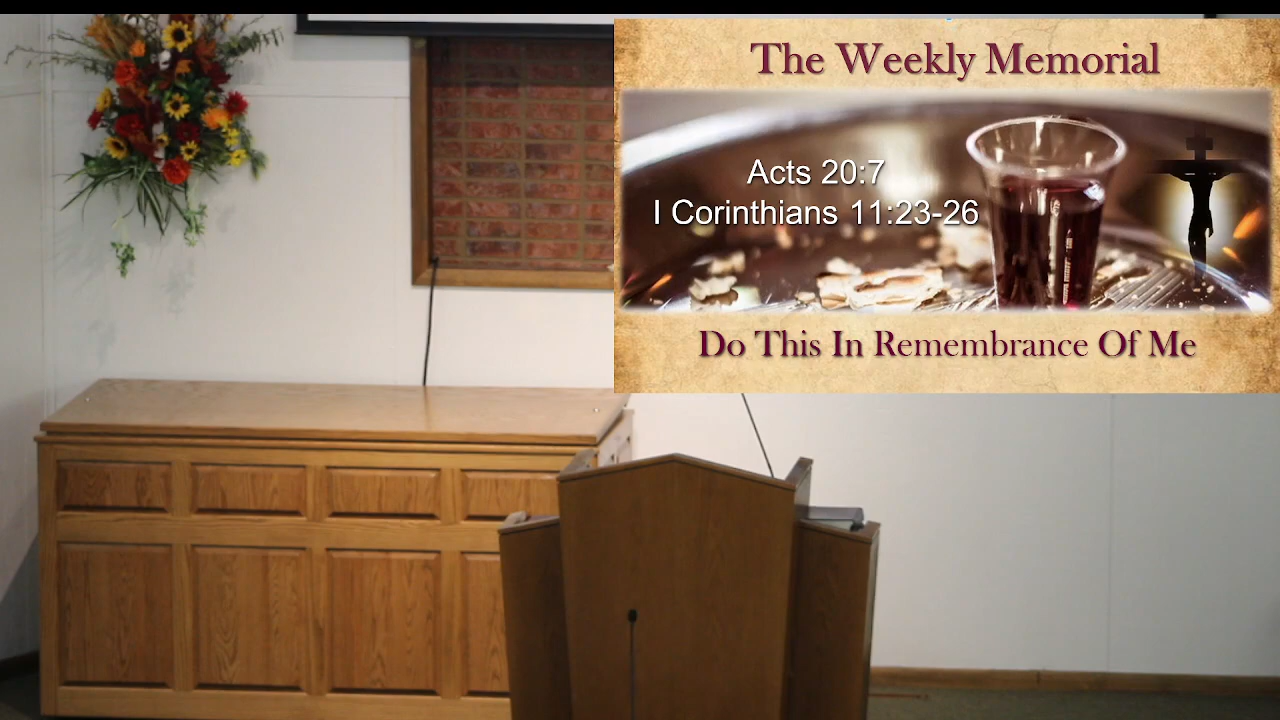 The Weekly Memorial
Acts 20:7
I Corinthians 11:23-26
Do This In Remembrance Of Me